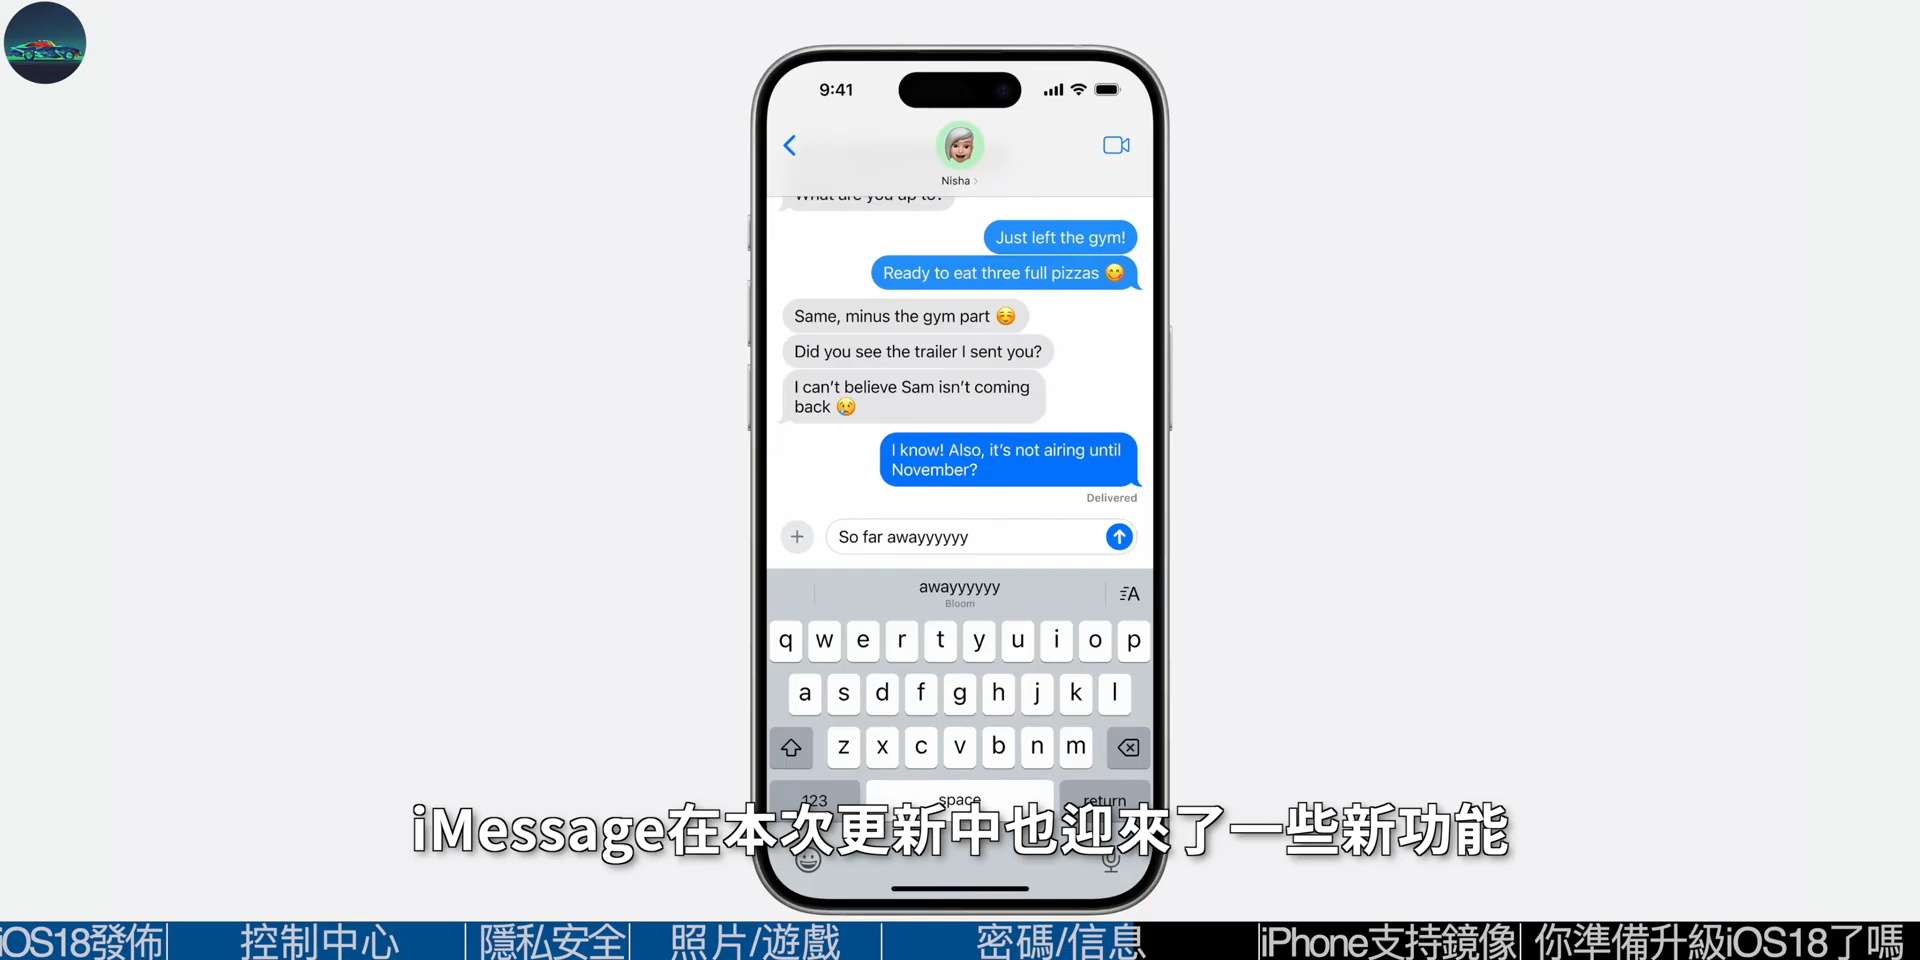 9:41
Nisha
What are you up to?
Just left the gym!
Ready to eat three full pizzas 😋
Same, minus the gym part ☺️
Did you see the trailer I sent you?
I can't believe Sam isn't coming
back 😢
I know! Also, it's not airing until
November?
Delivered
So far awayyyyyy
awayyyyyy
Bloom
q w e r t y u i o p
a s d f g h j k l
z x c v b n m
123 space return
iMessage在本次更新中也迎來了一些新功能
iOS18發佈 控制中心 隱私安全 照片/遊戲 密碼/信息 iPhone支持鏡像 你準備升級iOS18了嗎